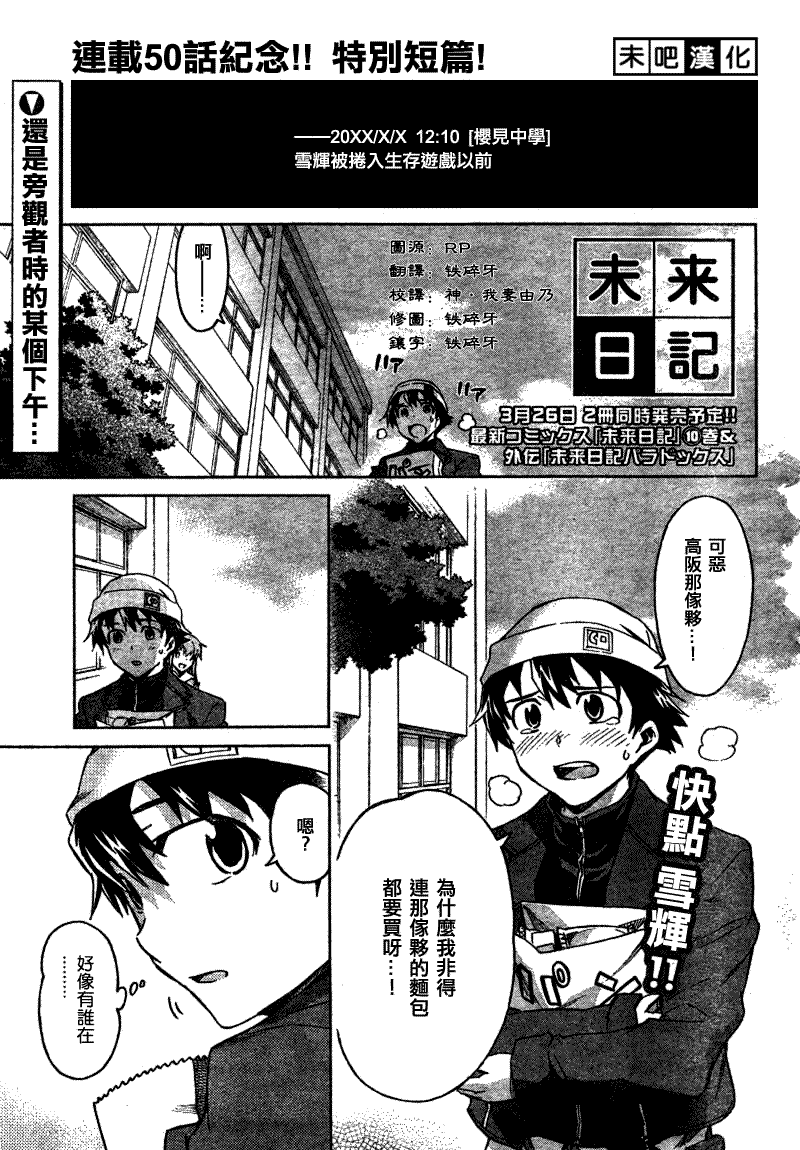 連載50話紀念!! 特別短篇!
未吧漢化
——20XX/X/X 12:10 [櫻見中學]
雪輝被捲入生存遊戲以前
還是旁觀者時的某個下午…
啊——…
圖源：RP
翻譯：铁碎牙
校譯：神·我妻由乃
修圖：铁碎牙
鑲字：铁碎牙
未来
日記
3月26日 2冊同時発売予定!!
最新コミックス『未来日記』⑩巻&
外伝『未来日記パラドックス』
ハァ
ハァ
可惡
高阪那傢夥…!
快點 雪輝!!
為什麼我非得
連那傢夥的麵包
都要買呀…!
嗯?
好像有誰在
………